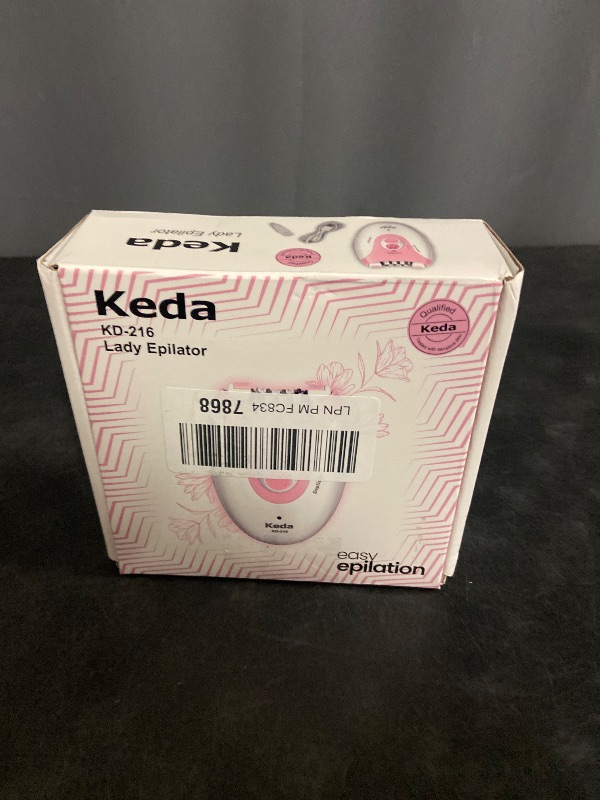 Keda
Lady Epilator
Keda
Keda
KD-216
Lady Epilator
Qualified
Keda
LPN PM FC834 7868
Keda
KD-216
easy
epilation